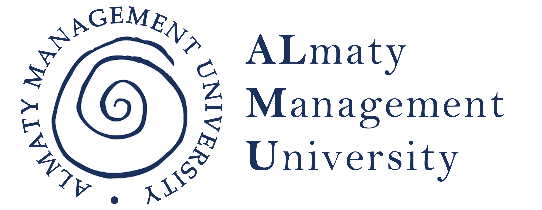 ALMATY MANAGEMENT UNIVERSITY
ALmaty
Management
University